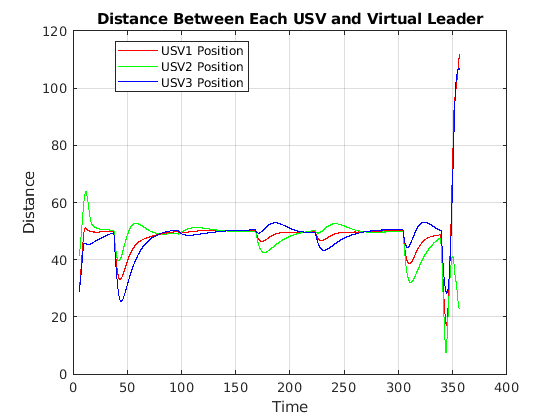 Distance Between Each USV and Virtual Leader
USV1 Position
USV2 Position
USV3 Position
120
100
80
60
40
20
0
Distance
0 50 100 150 200 250 300 350 400
Time